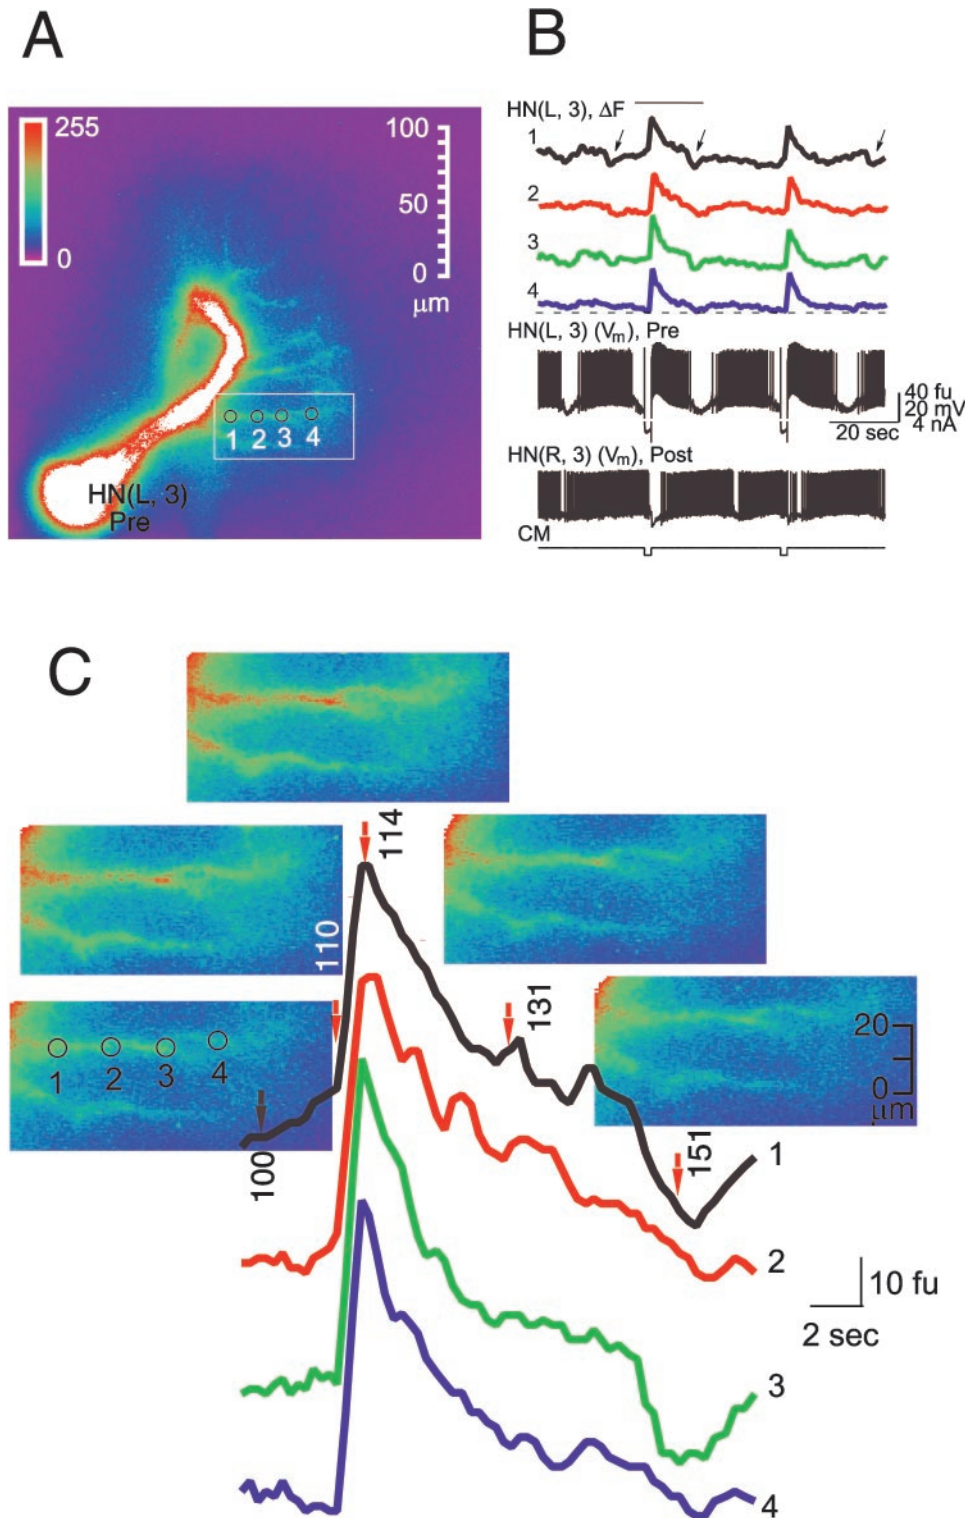 A
B
255
0
100
50
0
μm
1 2 3 4
HN(L, 3)
Pre
HN(L, 3), ΔF
1
2
3
4
HN(L, 3) (Vm), Pre
40 fu
20 mV
4 nA
20 sec
HN(R, 3) (Vm), Post
CM
C
114
110
131
1 2 3 4
20
0
μm
100
151
1
2
10 fu
2 sec
3
4